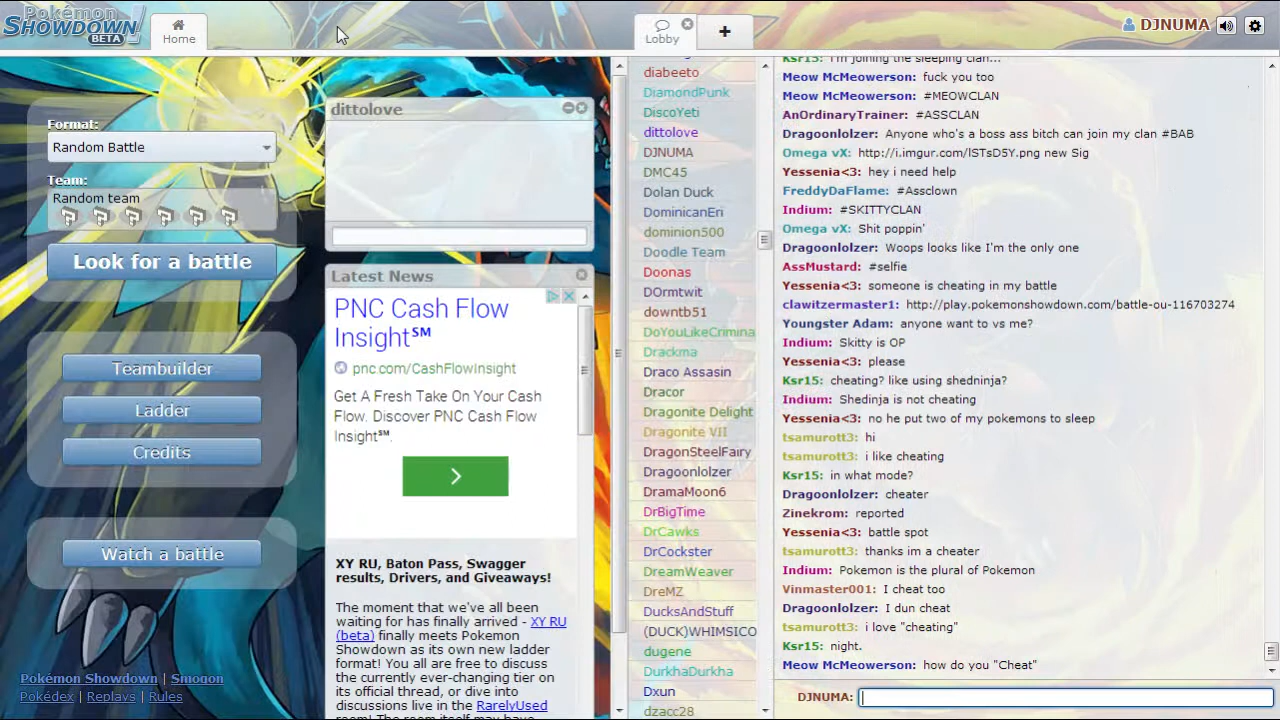 Pokémon
SHOWDOWN!
BETA
Home
Lobby
+
DJNUMA
Format:
Random Battle
Team:
Random team
Look for a battle
Teambuilder
Ladder
Credits
Watch a battle
Pokémon Showdown | Smogon
Pokédex | Replays | Rules
dittolove
Latest News
PNC Cash Flow
Insight℠
pnc.com/CashFlowInsight
Get A Fresh Take On Your Cash
Flow. Discover PNC Cash Flow
Insight℠.
XY RU, Baton Pass, Swagger
results, Drivers, and Giveaways!
The moment that we've all been
waiting for has finally arrived - XY RU
(beta) finally meets Pokemon
Showdown as its own new ladder
format! You all are free to discuss
the currently ever-changing tier on
its official thread, or dive into
discussions live in the RarelyUsed
room! The room itself may have
diabeeto
DiamondPunk
DiscoYeti
dittolove
DJNUMA
DMC45
Dolan Duck
DominicanEri
dominion500
Doodle Team
Doonas
DOrmtwit
downtb51
DoYouLikeCrimina
Drackma
Draco Assasin
Dracor
Dragonite Delight
Dragonite VII
DragonSteelFairy
Dragoonlolzer
DramaMoon6
DrBigTime
DrCawks
DrCockster
DreamWeaver
DreMZ
DucksAndStuff
(DUCK)WHIMSICO
dugene
DurkhaDurkha
Dxun
dzacc28
Ksr15: I'm joining the sleeping clan...
Meow McMeowerson: fuck you too
Meow McMeowerson: #MEOWCLAN
AnOrdinaryTrainer: #ASSCLAN
Dragoonlolzer: Anyone who's a boss ass bitch can join my clan #BAB
Omega vX: http://i.imgur.com/lSTsD5Y.png new Sig
Yessenia<3: hey i need help
FreddyDaFlame: #Assclown
Indium: #SKITTYCLAN
Omega vX: Shit poppin'
Dragoonlolzer: Woops looks like I'm the only one
AssMustard: #selfie
Yessenia<3: someone is cheating in my battle
clawitzermaster1: http://play.pokemonshowdown.com/battle-ou-116703274
Youngster Adam: anyone want to vs me?
Indium: Skitty is OP
Yessenia<3: please
Ksr15: cheating? like using shedninja?
Indium: Shedinja is not cheating
Yessenia<3: no he put two of my pokemons to sleep
tsamurott3: hi
tsamurott3: i like cheating
Ksr15: in what mode?
Dragoonlolzer: cheater
Zinekrom: reported
Yessenia<3: battle spot
tsamurott3: thanks im a cheater
Indium: Pokemon is the plural of Pokemon
Vinmaster001: I cheat too
Dragoonlolzer: I dun cheat
tsamurott3: i love "cheating"
Ksr15: night.
Meow McMeowerson: how do you "Cheat"
DJNUMA: